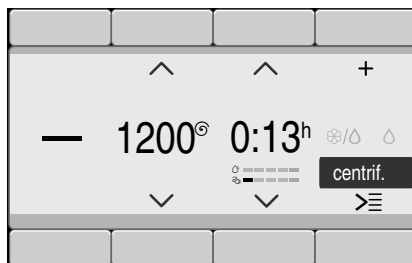 +
— 1200 0:13h
/
centrif.